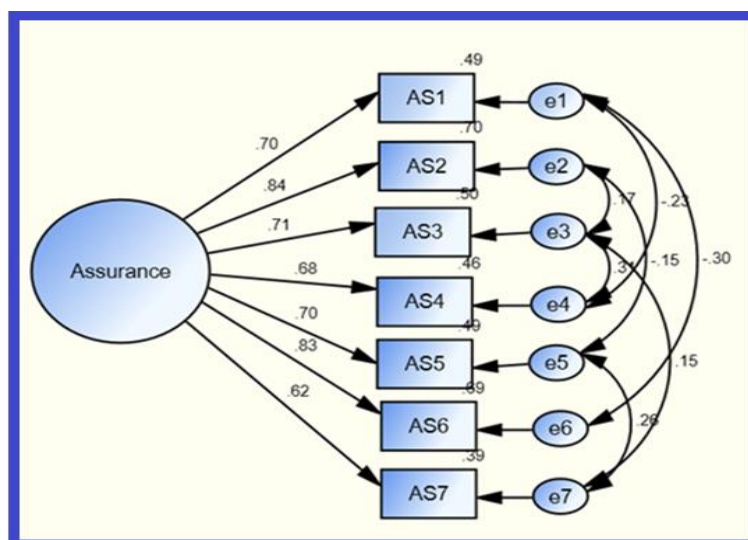 .49
AS1
e1
.70
.70
AS2
e2
.84
.50
.17
-.23
AS3
e3
.71
.46
-.15
-.30
Assurance
.31
.68
AS4
e4
.49
.70
AS5
e5
.83
.69
.15
.62
AS6
e6
.26
.39
AS7
e7